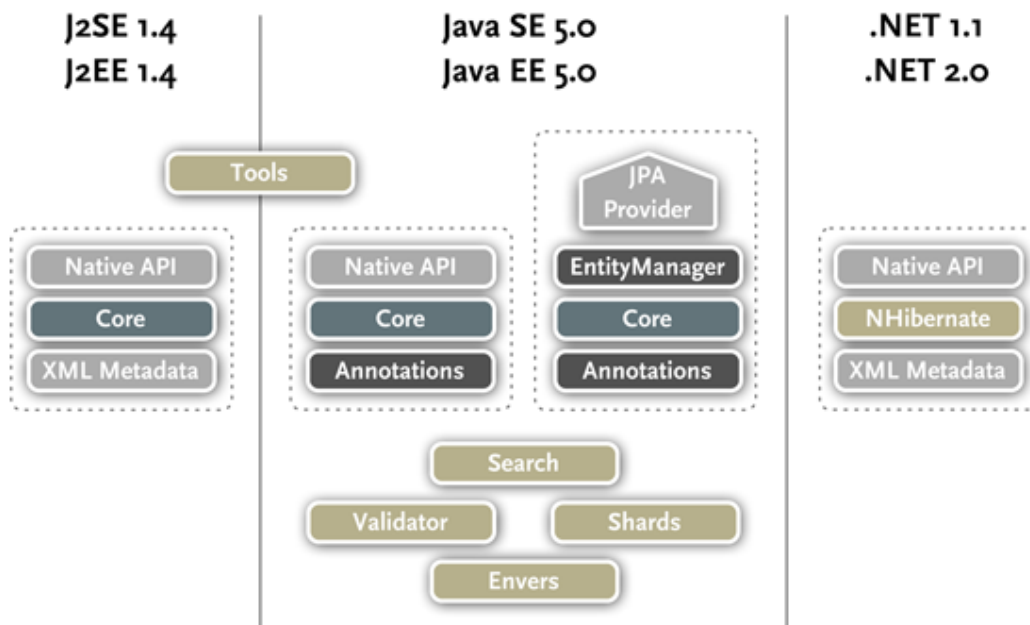 J2SE 1.4
J2EE 1.4
Java SE 5.0
Java EE 5.0
.NET 1.1
.NET 2.0
Tools
Native API
Core
XML Metadata
Native API
Core
Annotations
JPA
Provider
EntityManager
Core
Annotations
Native API
NHibernate
XML Metadata
Search
Validator
Shards
Envers